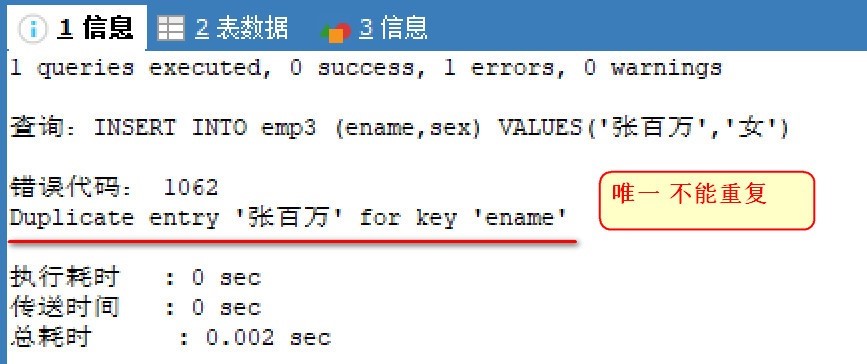 1 信息 2 表数据 3 信息
1 queries executed, 0 success, 1 errors, 0 warnings
查询: INSERT INTO emp3 (ename,sex) VALUES('张百万','女')
错误代码: 1062
唯一 不能重复
Duplicate entry '张百万' for key 'ename'
执行耗时 : 0 sec
传送时间 : 0 sec
总耗时 : 0.002 sec